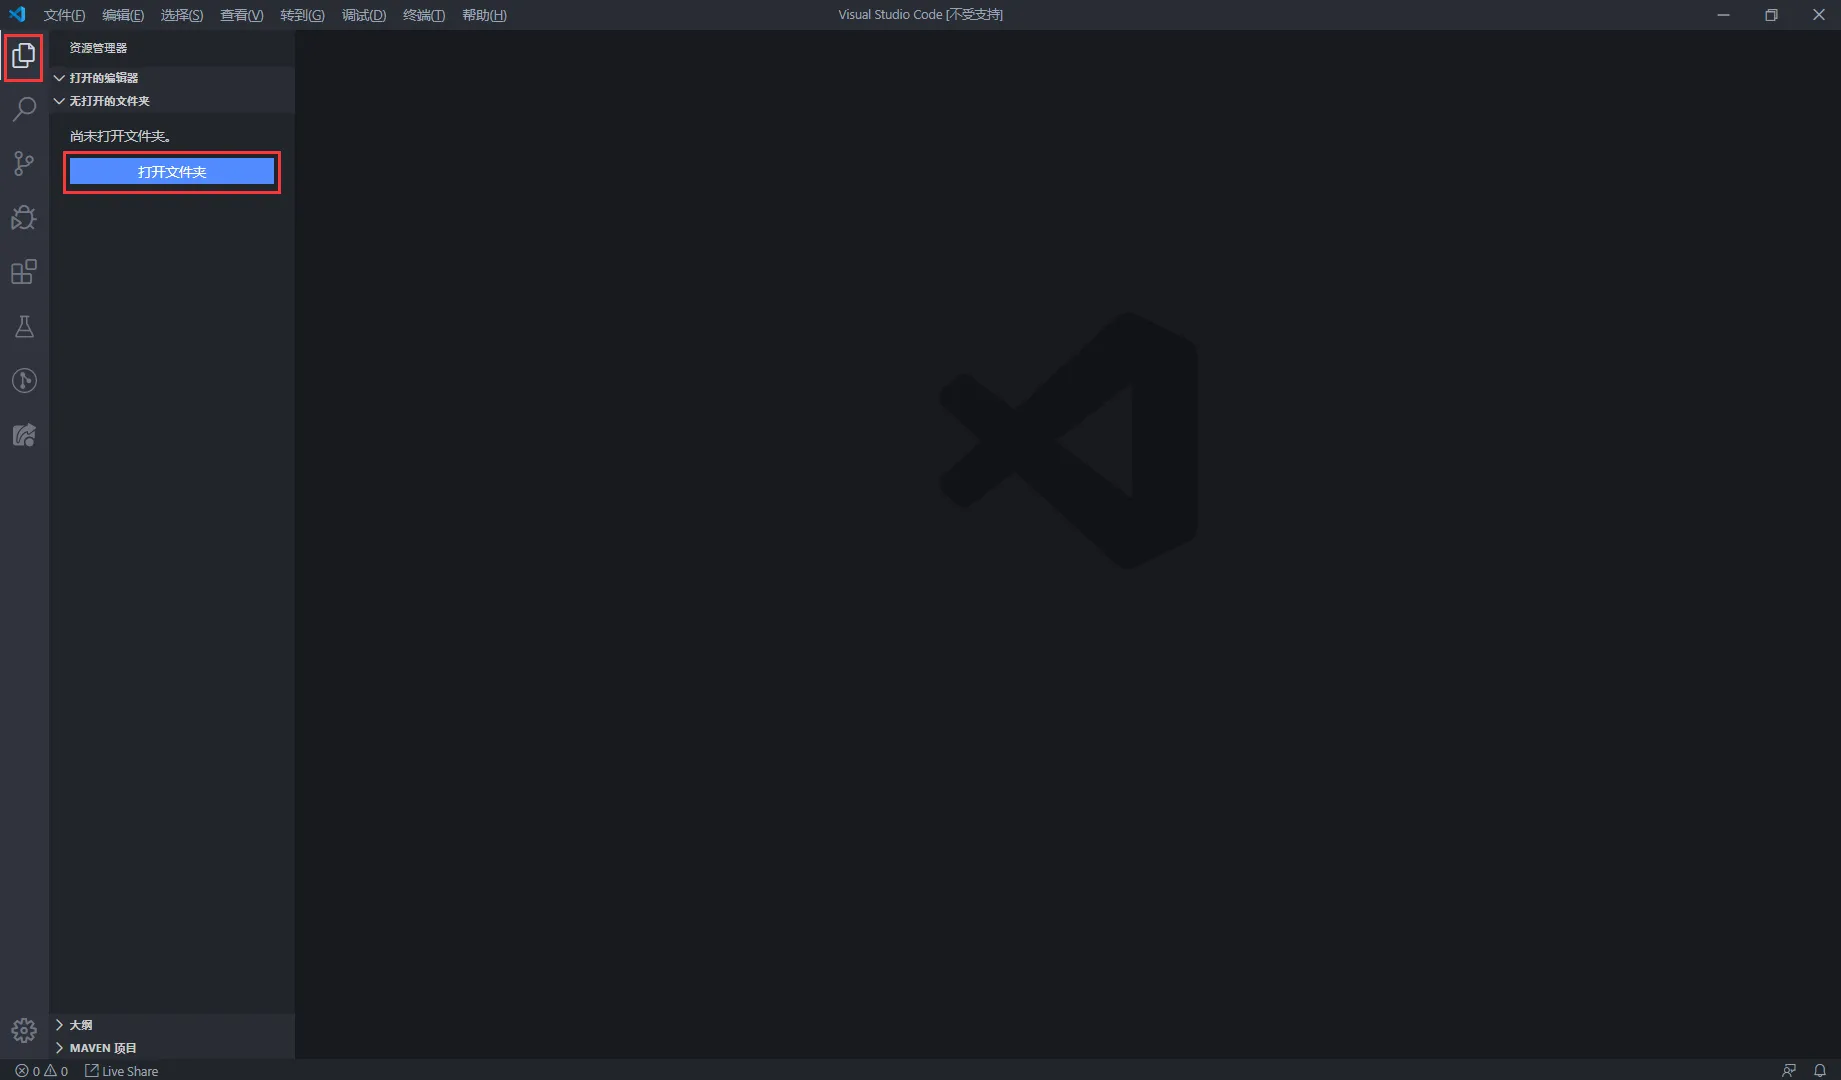 文件(F) 编辑(E) 选择(S) 查看(V) 转到(G) 调试(D) 终端(T) 帮助(H) Visual Studio Code [不受支持]
资源管理器
打开的编辑器
无打开的文件夹
尚未打开文件夹。
打开文件夹
大纲
MAVEN 项目
0 0 Live Share